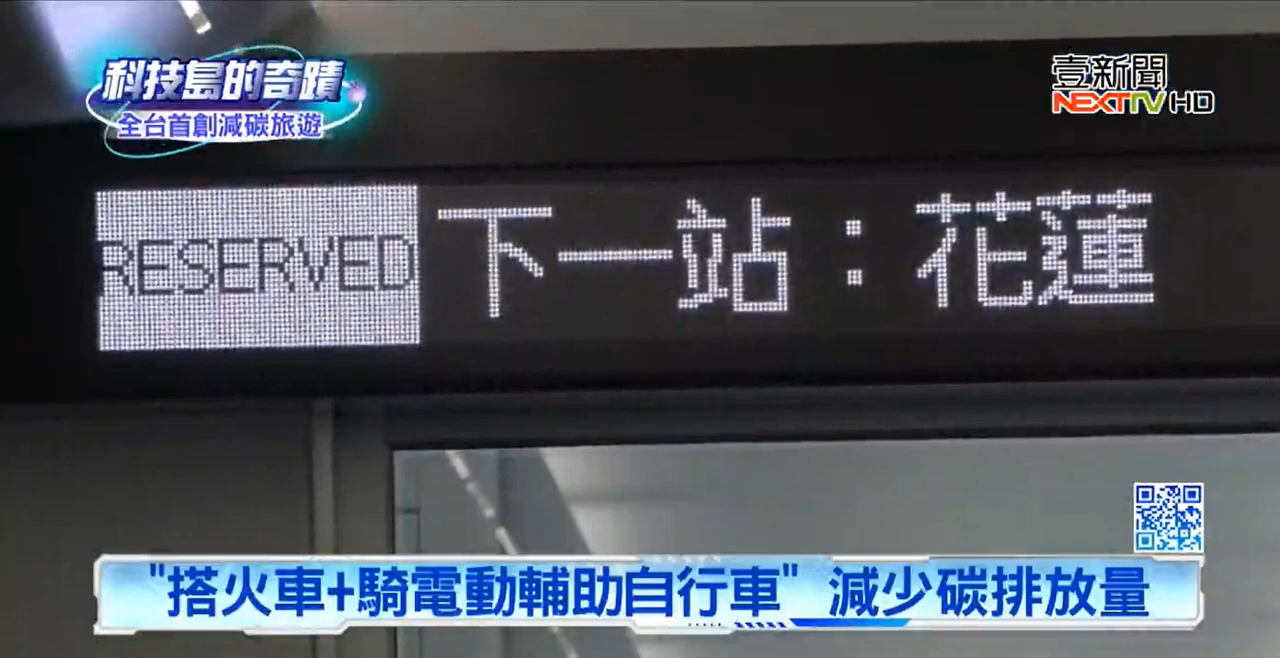 科技島的奇蹟
全台首創減碳旅遊
壹新聞
NEXTTV HD
RESERVED 下一站：花蓮
"搭火車+騎電動輔助自行車" 減少碳排放量